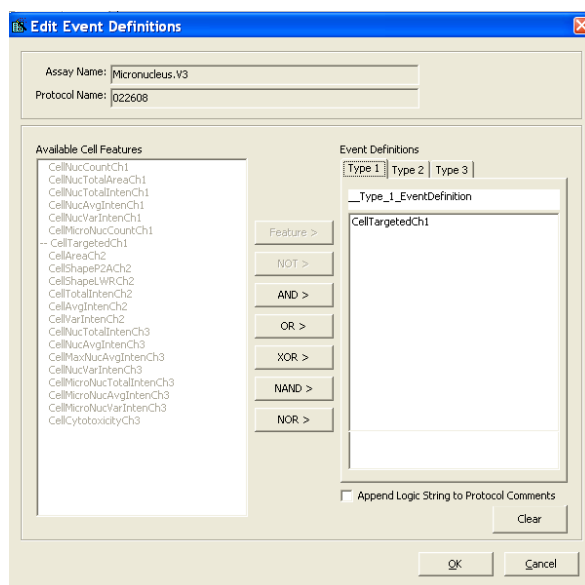 Edit Event Definitions
Assay Name: Micronucleus.V3
Protocol Name: 022608
Available Cell Features
CellNucCountCh1
CellNucTotalAreaCh1
CellNucTotalIntenCh1
CellNucAvgIntenCh1
CellNucVarIntenCh1
CellMicroNucCountCh1
-- CellTargetedCh1
CellAreaCh2
CellShapeP2ACh2
CellShapeLWRCh2
CellTotalIntenCh2
CellAvgIntenCh2
CellVarIntenCh2
CellNucTotalIntenCh3
CellNucAvgIntenCh3
CellMaxNucAvgIntenCh3
CellNucVarIntenCh3
CellMicroNucTotalIntenCh3
CellMicroNucAvgIntenCh3
CellMicroNucVarIntenCh3
CellCytotoxicityCh3
Feature >
NOT >
AND >
OR >
XOR >
NAND >
NOR >
Event Definitions
Type 1 Type 2 Type 3
__Type_1_EventDefinition
CellTargetedCh1
Append Logic String to Protocol Comments
Clear
OK Cancel